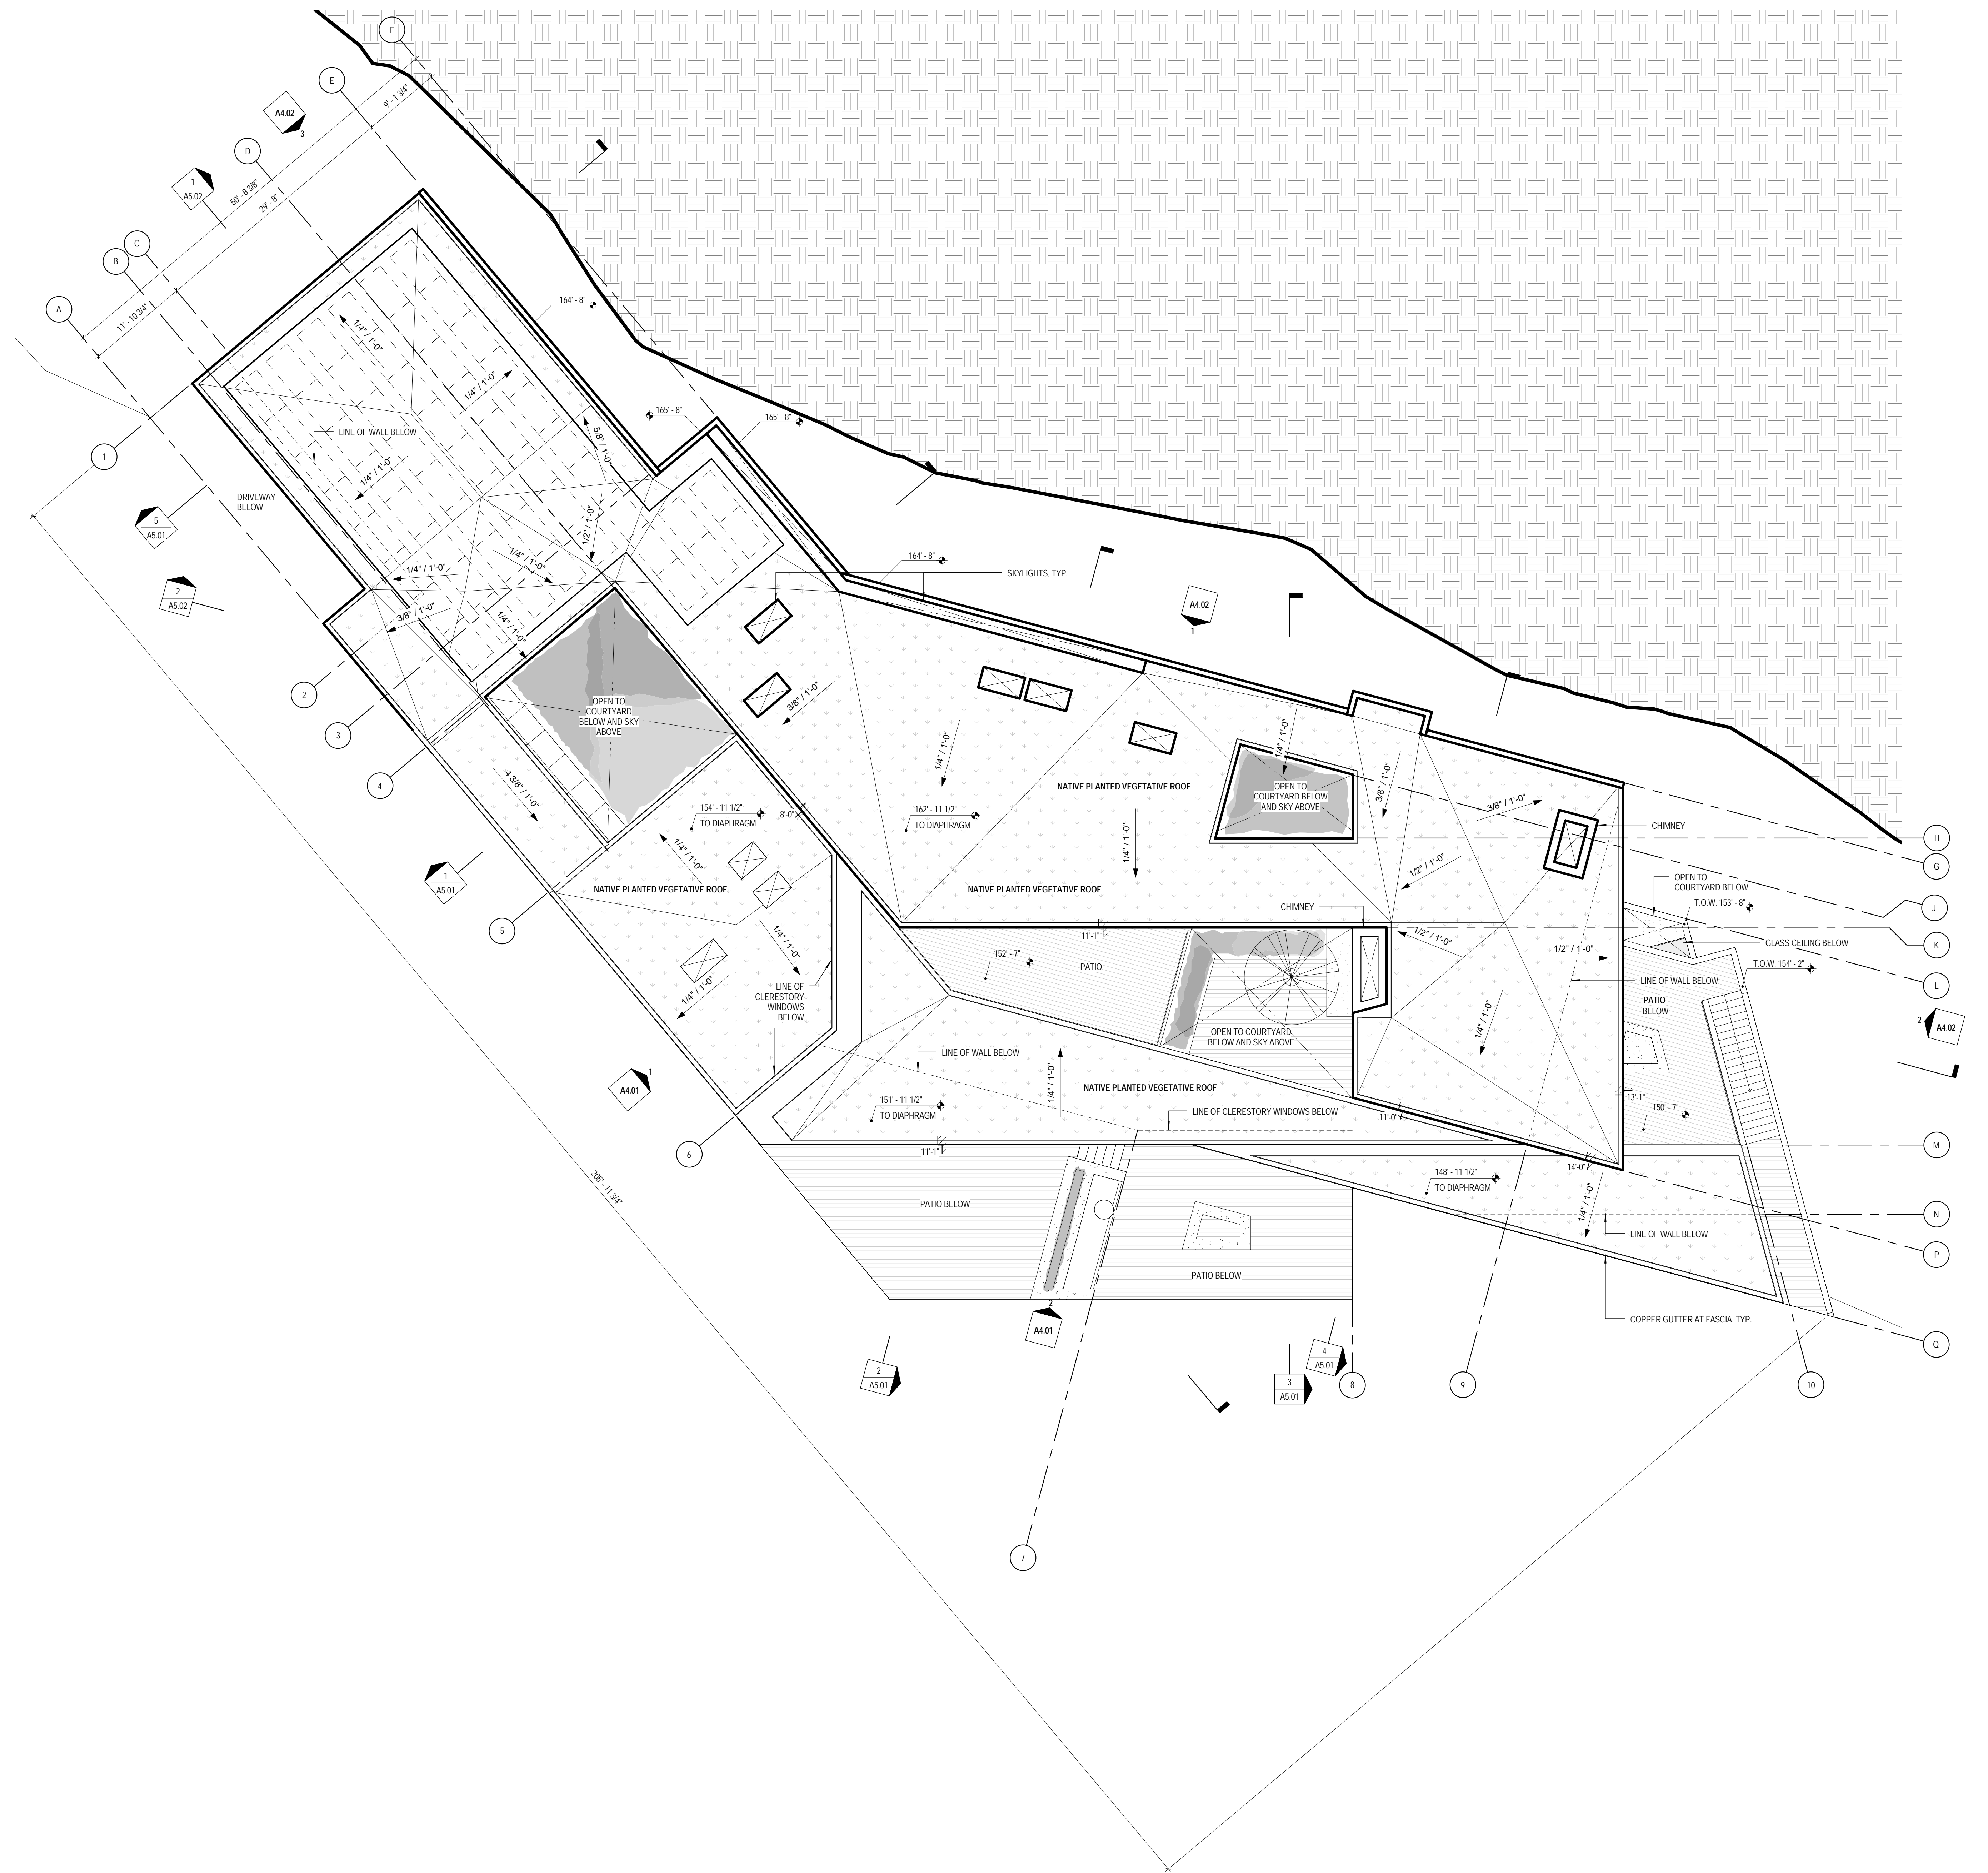 F
E
9' - 1 3/4"
A4.02
3
D
1
A5.02
50' - 8 3/8"
29' - 8"
C
B
A
11' - 10 3/4"
164' - 8"
1/4" / 1'-0"
1/4" / 1'-0"
165' - 8"
165' - 8"
LINE OF WALL BELOW
5/8" / 1'-0"
1
1/4" / 1'-0"
DRIVEWAY
BELOW
5
A5.01
1/2" / 1'-0"
1/4" / 1'-0"
1/4" / 1'-0"
164' - 8"
SKYLIGHTS, TYP.
2
A5.02
3/8" / 1'-0"
1/4" / 1'-0"
A4.02
1
2
3
4
OPEN TO
COURTYARD
BELOW AND SKY
ABOVE
3/8" / 1'-0"
1/4" / 1'-0"
1/4" / 1'-0"
3/8" / 1'-0"
4 3/8" / 1'-0"
NATIVE PLANTED VEGETATIVE ROOF
OPEN TO
COURTYARD BELOW
AND SKY ABOVE
3/8" / 1'-0"
154' - 11 1/2"
TO DIAPHRAGM
8'-0"
162' - 11 1/2"
TO DIAPHRAGM
CHIMNEY
H
G
1/4" / 1'-0"
1/4" / 1'-0"
1/2" / 1'-0"
1
A5.01
NATIVE PLANTED VEGETATIVE ROOF
NATIVE PLANTED VEGETATIVE ROOF
OPEN TO
COURTYARD BELOW
T.O.W. 153' - 8"
CHIMNEY
J
5
1/4" / 1'-0"
11'-1"
1/2" / 1'-0"
GLASS CEILING BELOW
K
152' - 7"
PATIO
1/2" / 1'-0"
T.O.W. 154' - 2"
1/4" / 1'-0"
LINE OF
CLERESTORY
WINDOWS
BELOW
LINE OF WALL BELOW
L
PATIO
BELOW
1/4" / 1'-0"
OPEN TO COURTYARD
BELOW AND SKY ABOVE
2
A4.02
LINE OF WALL BELOW
1/4" / 1'-0"
A4.01
1
NATIVE PLANTED VEGETATIVE ROOF
151' - 11 1/2"
TO DIAPHRAGM
LINE OF CLERESTORY WINDOWS BELOW
11'-0"
13'-1"
150' - 7"
6
11'-1"
M
14'-0"
148' - 11 1/2"
TO DIAPHRAGM
205' - 11 3/4"
PATIO BELOW
1/4" / 1'-0"
N
LINE OF WALL BELOW
P
PATIO BELOW
2
A4.01
COPPER GUTTER AT FASCIA. TYP.
Q
2
A5.01
4
A5.01
3
A5.01
8
9
10
7